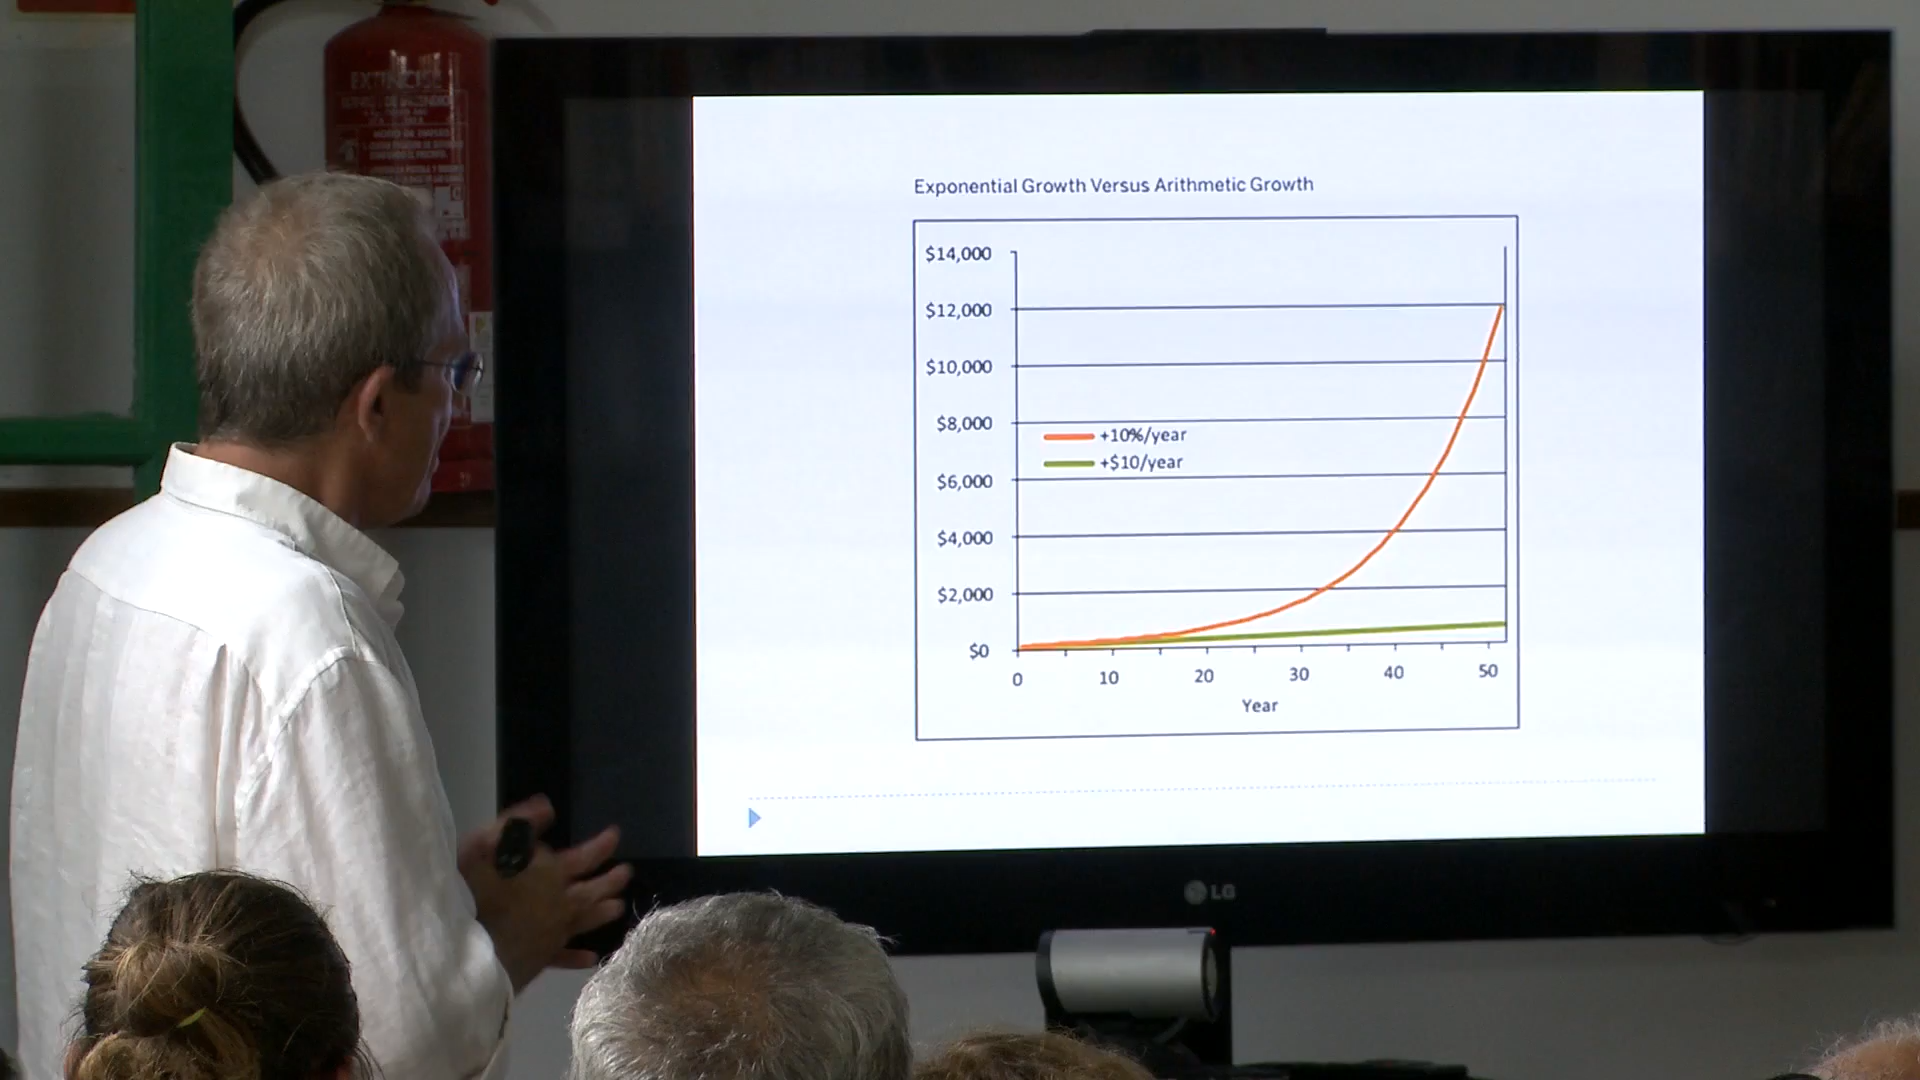 EXTINTOR
Exponential Growth Versus Arithmetic Growth
$14,000
$12,000
$10,000
$8,000
$6,000
$4,000
$2,000
$0
+10%/year
+$10/year
0 10 20 30 40 50
Year
LG